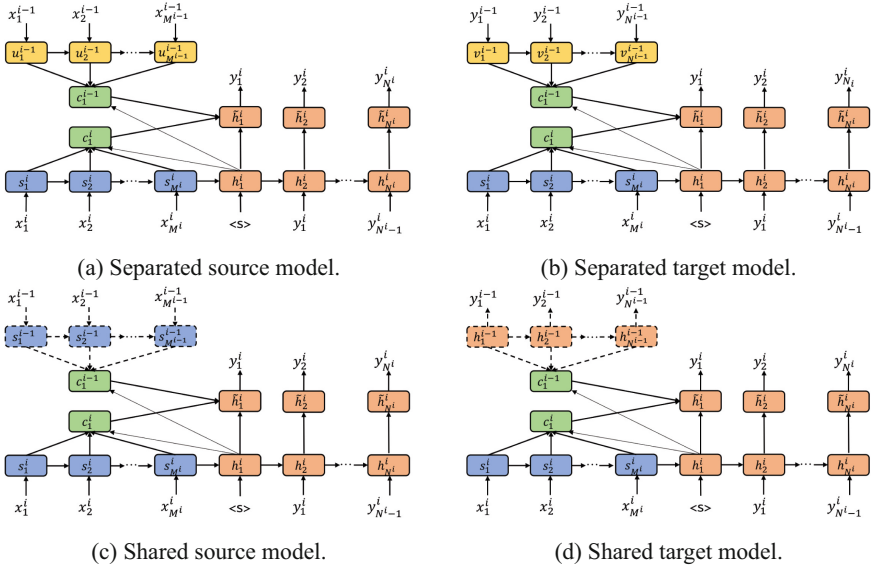 x_1^{i-1} x_2^{i-1} x_{M^{i-1}}^{i-1}
u_1^{i-1} u_2^{i-1} ··· u_{M^{i-1}}^{i-1}
c_1^{i-1} y_1^i y_2^i y_{N^i}^i
c_1^i h̃_1^i h̃_2^i h̃_{N^i}^i
s_1^i s_2^i ··· s_{M^i}^i h_1^i h_2^i ··· h_{N^i}^i
x_1^i x_2^i x_{M^i}^i <s> y_1^i y_{N^i-1}^i
(a) Separated source model.
y_1^{i-1} y_2^{i-1} y_{N^{i-1}}^{i-1}
v_1^{i-1} v_2^{i-1} ··· v_{N^{i-1}}^{i-1}
c_1^{i-1} y_1^i y_2^i y_{N_i}^i
c_1^i h̃_1^i h̃_2^i h̃_{N^i}^i
s_1^i s_2^i ··· s_{M^i}^i h_1^i h_2^i ··· h_{N^i}^i
x_1^i x_2^i x_{M^i}^i <s> y_1^i y_{N^i-1}^i
(b) Separated target model.
x_1^{i-1} x_2^{i-1} x_{M^{i-1}}^{i-1}
s_1^{i-1} s_2^{i-1} ··· s_{M^{i-1}}^{i-1}
c_1^{i-1} y_1^i y_2^i y_{N^i}^i
c_1^i h̃_1^i h̃_2^i h̃_{N^i}^i
s_1^i s_2^i ··· s_{M^i}^i h_1^i h_2^i ··· h_{N^i}^i
x_1^i x_2^i x_{M^i}^i <s> y_1^i y_{N^i-1}^i
(c) Shared source model.
y_1^{i-1} y_2^{i-1} y_{N^{i-1}}^{i-1}
h_1^{i-1} h_2^{i-1} ··· h_{N^{i-1}}^{i-1}
c_1^{i-1} y_1^i y_2^i y_{N^i}^i
c_1^i h̃_1^i h̃_2^i h̃_{N^i}^i
s_1^i s_2^i ··· s_{M^i}^i h_1^i h_2^i ··· h_{N^i}^i
x_1^i x_2^i x_{M^i}^i <s> y_1^i y_{N^i-1}^i
(d) Shared target model.